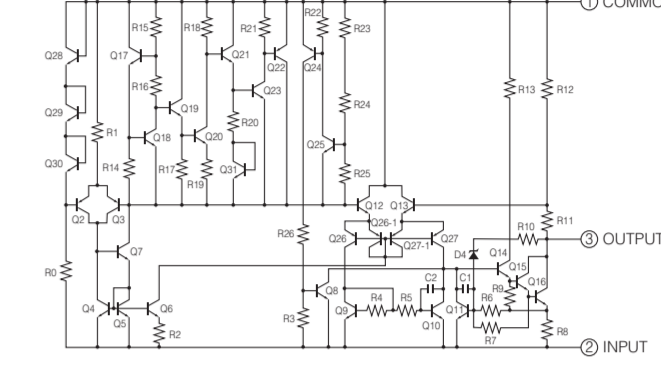 ① COMMO
R15
R18
R21
R22
R23
Q28
Q17
Q21
Q22
Q24
R16
Q23
R24
R13
R12
Q29
Q19
R1
R20
Q18
Q20
Q25
Q30
R14
R17
Q31
R25
R19
Q2
Q3
Q12
Q13
R11
Q26-1
R26
R10
③ OUTPUT
Q26
Q27-1
Q27
Q7
D4
Q14
Q15
R0
C2
C1
Q16
Q8
R9
Q4
Q5
Q6
R4
R5
R6
R3
Q9
Q10
Q11
R2
R7
R8
② INPUT